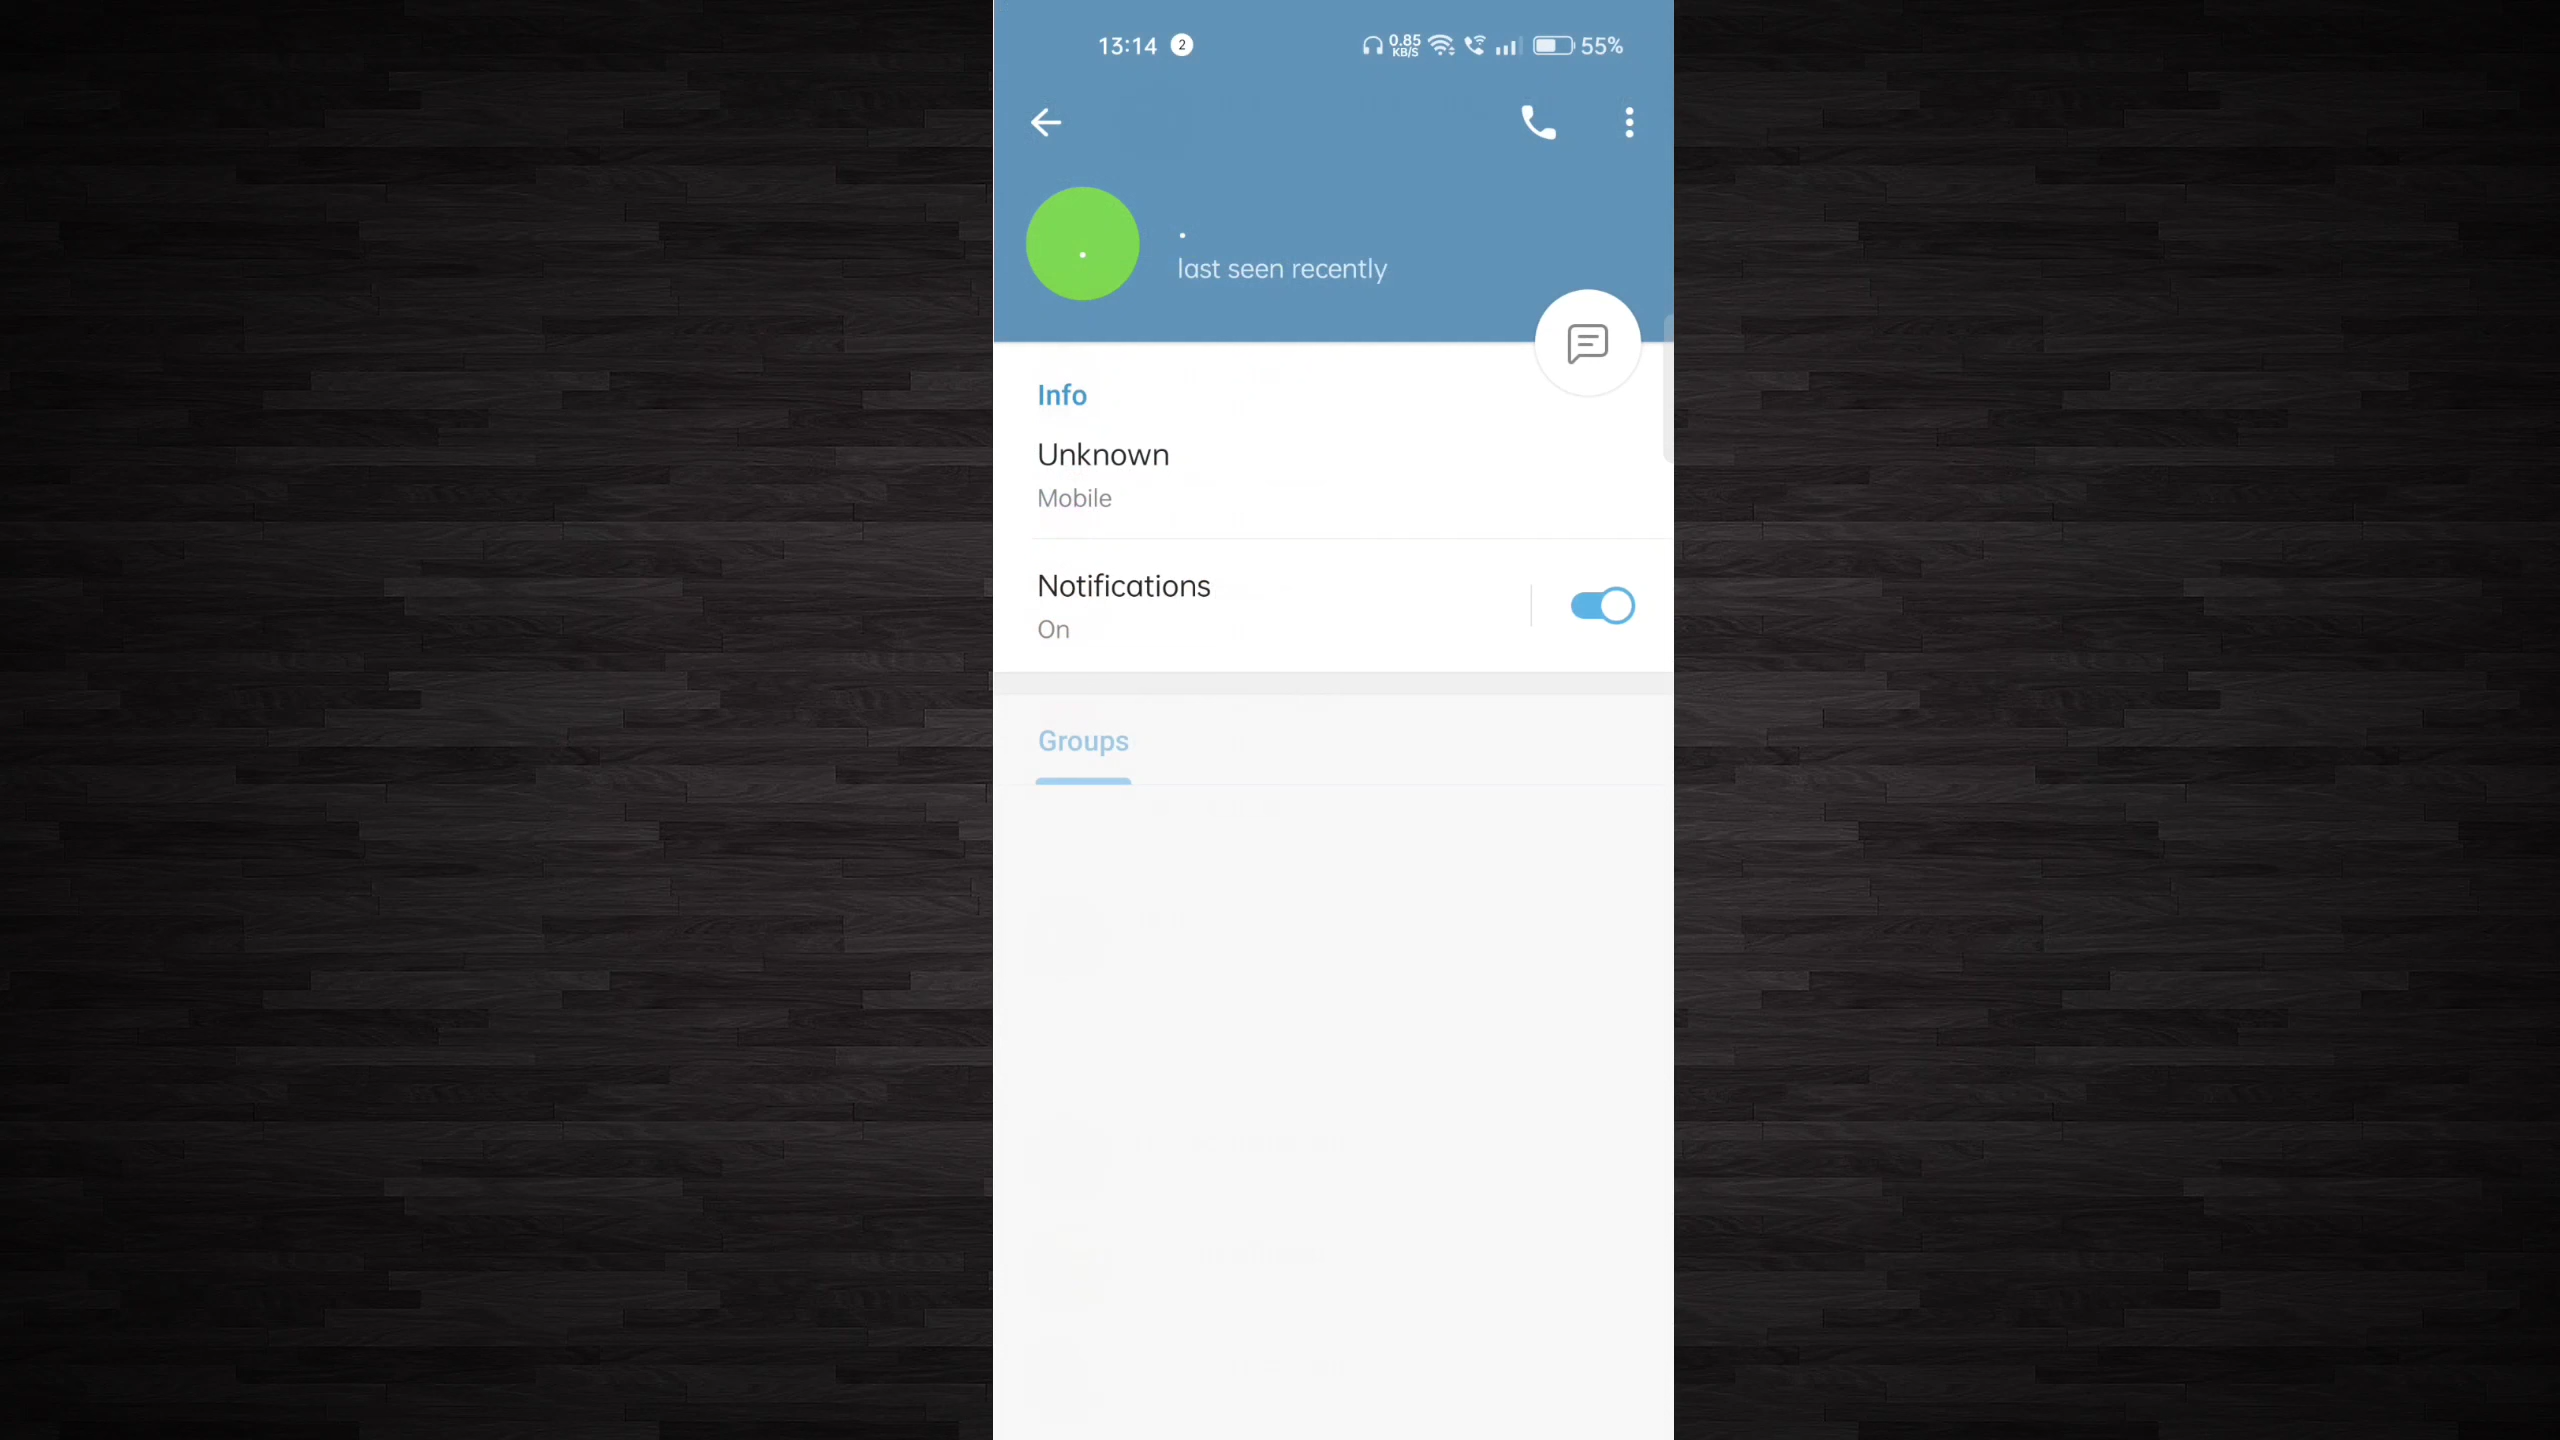 13:14 2 0.85 KB/S 55%
.
.
last seen recently
Info
Unknown
Mobile
Notifications
On
Groups